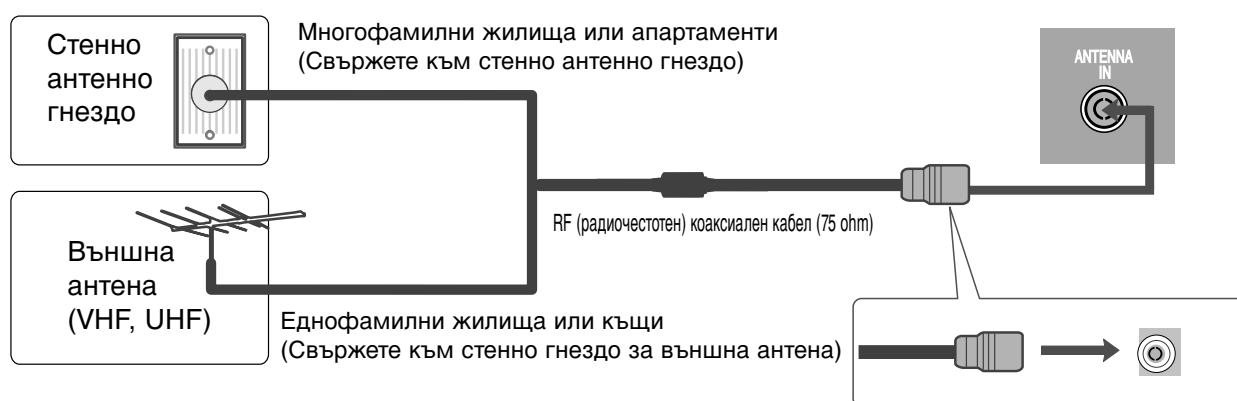 Стенно
антенно
гнездо
Многофамилни жилища или апартаменти
(Свържете към стенно антенно гнездо)
ANTENNA
IN
RF (радиочестотен) коаксиален кабел (75 ohm)
Външна
антена
(VHF, UHF)
Еднофамилни жилища или къщи
(Свържете към стенно гнездо за външна антена)